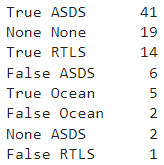 True ASDS 41
None None 19
True RTLS 14
False ASDS 6
True Ocean 5
False Ocean 2
None ASDS 2
False RTLS 1